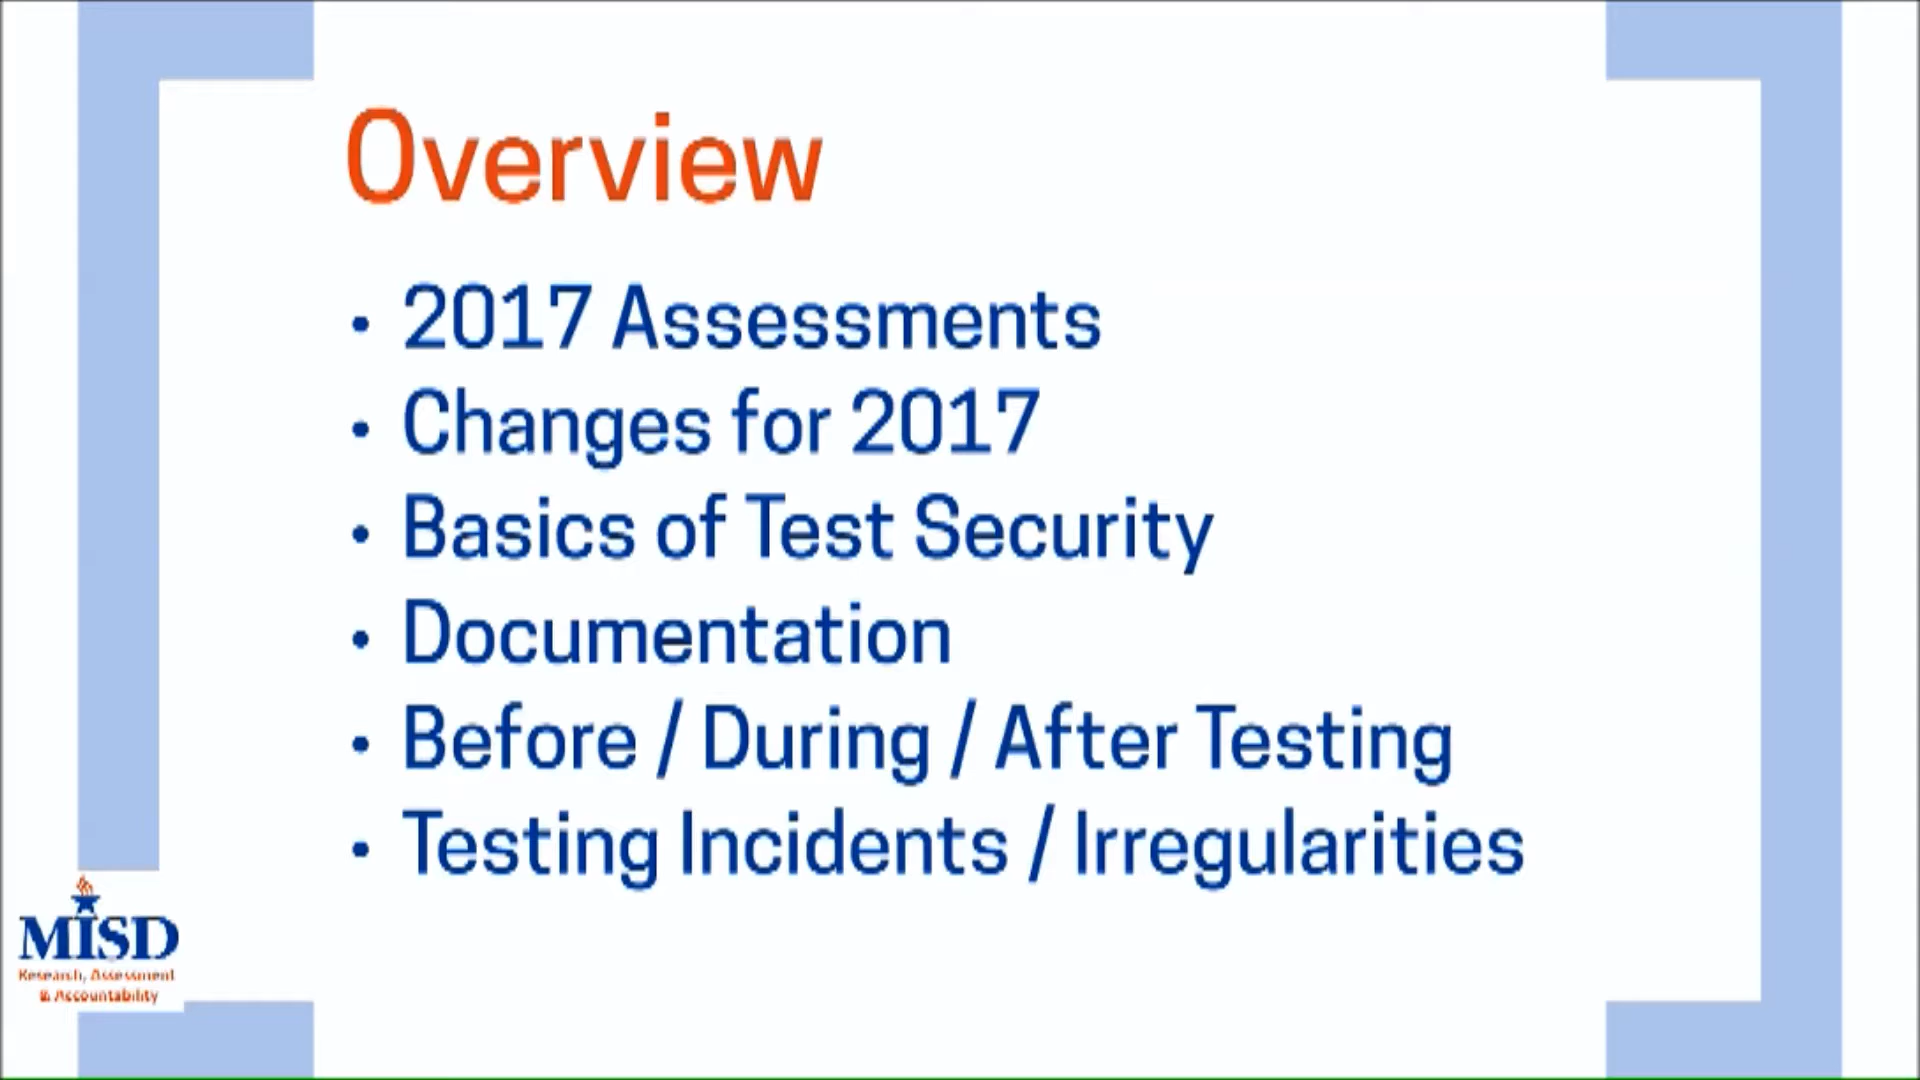 Overview
• 2017 Assessments
• Changes for 2017
• Basics of Test Security
• Documentation
• Before / During / After Testing
• Testing Incidents / Irregularities
MISD
Research, Assessment
& Accountability